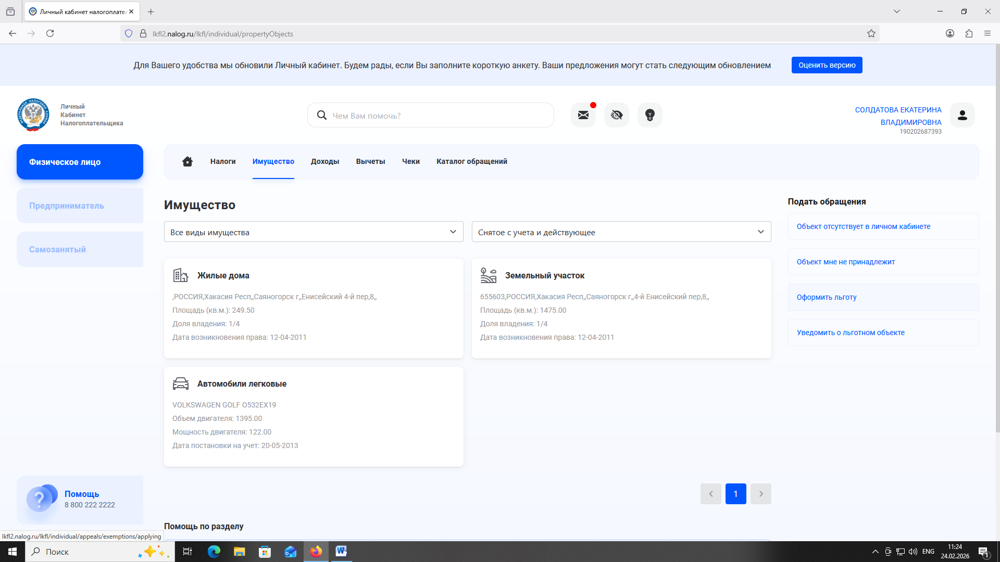 Личный кабинет налогоплате
lkfl2.nalog.ru/lkfl/individual/propertyObjects
Для Вашего удобства мы обновили Личный кабинет. Будем рады, если Вы заполните короткую анкету. Ваши предложения могут стать следующим обновлением
Оценить версию
Личный
Кабинет
Налогоплательщика
Чем Вам помочь?
СОЛДАТОВА ЕКАТЕРИНА
ВЛАДИМИРОВНА
190202687393
Физическое лицо
Предприниматель
Самозанятый
Налоги
Имущество
Доходы
Вычеты
Чеки
Каталог обращений
Имущество
Все виды имущества
Снятое с учета и действующее
Жилые дома
,РОССИЯ,Хакасия Респ,,Саяногорск г,,Енисейский 4-й пер,8,,
Площадь (кв.м.): 249.50
Доля владения: 1/4
Дата возникновения права: 12-04-2011
Земельный участок
655603,РОССИЯ,Хакасия Респ,,Саяногорск г,,4-й Енисейский пер,8,,
Площадь (кв.м.): 1475.00
Доля владения: 1/4
Дата возникновения права: 12-04-2011
Автомобили легковые
VOLKSWAGEN GOLF О532ЕХ19
Объем двигателя: 1395.00
Мощность двигателя: 122.00
Дата постановки на учет: 20-05-2013
1
Подать обращения
Объект отсутствует в личном кабинете
Объект мне не принадлежит
Оформить льготу
Уведомить о льготном объекте
Помощь
8 800 222 2222
Помощь по разделу
lkfl2.nalog.ru/lkfl/individual/appeals/exemptions/applying
Поиск
ENG
11:24
24.02.2026
1